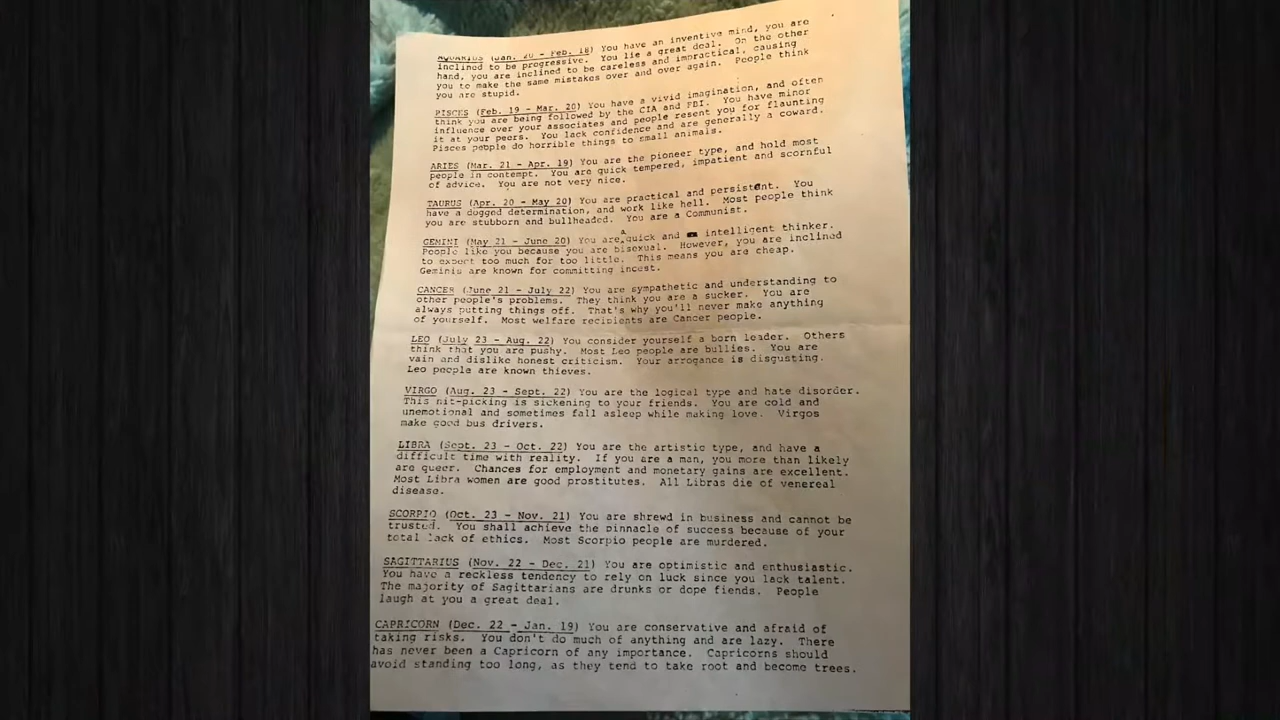 AQUARIUS (Jan. 20 - Feb. 18) You have an inventive mind, you are
inclined to be progressive. You lie a great deal. On the other
hand, you are inclined to be careless and impractical, causing
you to make the same mistakes over and over again. People think
you are stupid.
PISCES (Feb. 19 - Mar. 20) You have a vivid imagination, and often
think you are being followed by the CIA and FBI. You have minor
influence over your associates and people resent you for flaunting
it at your peers. You lack confidence and are generally a coward.
Pisces people do horrible things to small animals.
ARIES (Mar. 21 - Apr. 19) You are the pioneer type, and hold most
people in contempt. You are quick tempered, impatient and scornful
of advice. You are not very nice.
TAURUS (Apr. 20 - May 20) You are practical and persistent. You
have a dogged determination, and work like hell. Most people think
you are stubborn and bullheaded. You are a Communist.
GEMINI (May 21 - June 20) You are a quick and intelligent thinker.
People like you because you are bisexual. However, you are inclined
to expect too much for too little. This means you are cheap.
Geminis are known for committing incest.
CANCER (June 21 - July 22) You are sympathetic and understanding to
other people's problems. They think you are a sucker. You are
always putting things off. That's why you'll never make anything
of yourself. Most welfare recipients are Cancer people.
LEO (July 23 - Aug. 22) You consider yourself a born leader. Others
think that you are pushy. Most Leo people are bullies. You are
vain and dislike honest criticism. Your arrogance is disgusting.
Leo people are known thieves.
VIRGO (Aug. 23 - Sept. 22) You are the logical type and hate disorder.
This nit-picking is sickening to your friends. You are cold and
unemotional and sometimes fall asleep while making love. Virgos
make good bus drivers.
LIBRA (Sept. 23 - Oct. 22) You are the artistic type, and have a
difficult time with reality. If you are a man, you more than likely
are queer. Chances for employment and monetary gains are excellent.
Most Libra women are good prostitutes. All Libras die of venereal
disease.
SCORPIO (Oct. 23 - Nov. 21) You are shrewd in business and cannot be
trusted. You shall achieve the pinnacle of success because of your
total lack of ethics. Most Scorpio people are murdered.
SAGITTARIUS (Nov. 22 - Dec. 21) You are optimistic and enthusiastic.
You have a reckless tendency to rely on luck since you lack talent.
The majority of Sagittarians are drunks or dope fiends. People
laugh at you a great deal.
CAPRICORN (Dec. 22 - Jan. 19) You are conservative and afraid of
taking risks. You don't do much of anything and are lazy. There
has never been a Capricorn of any importance. Capricorns should
avoid standing too long, as they tend to take root and become trees.